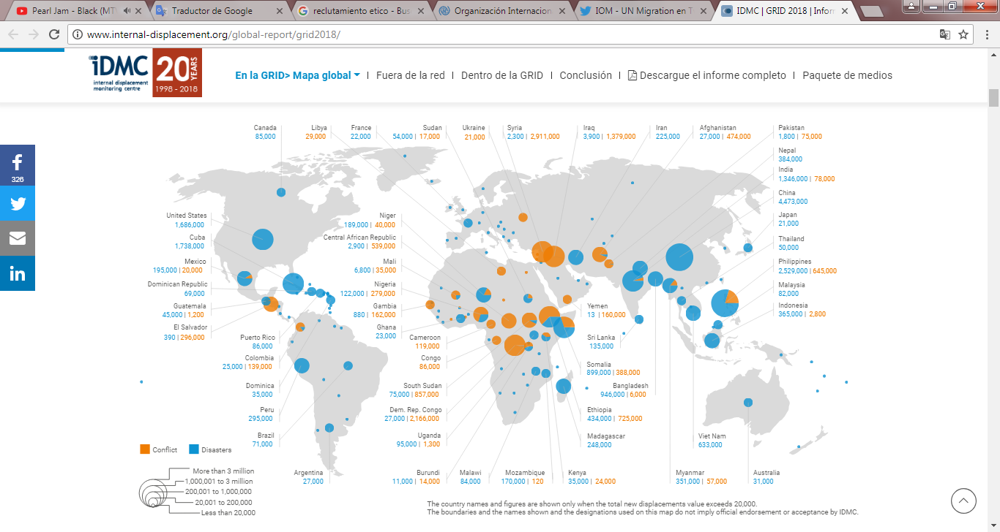 Pearl Jam - Black (MT
Traductor de Google
reclutamiento etico - Bus
Organización Internacion
IOM - UN Migration en T
IDMC | GRID 2018 | Inform
www.internal-displacement.org/global-report/grid2018/
iDMC
internal displacement
monitoring centre
20 YEARS
1998 - 2018
En la GRID> Mapa global
Fuera de la red
Dentro de la GRID
Conclusión
Descargue el informe completo
Paquete de medios
326
Canada
85,000
Libya
29,000
France
22,000
Sudan
54,000 | 17,000
Ukraine
21,000
Syria
2,300 | 2,911,000
Iraq
3,900 | 1,379,000
Iran
225,000
Afghanistan
27,000 | 474,000
Pakistan
1,800 | 75,000
Nepal
384,000
India
1,346,000 | 78,000
China
4,473,000
Japan
21,000
Thailand
50,000
Philippines
2,529,000 | 645,000
Malaysia
82,000
Indonesia
365,000 | 2,800
United States
1,686,000
Cuba
1,738,000
Mexico
195,000 | 20,000
Dominican Republic
69,000
Guatemala
45,000 | 1,200
El Salvador
390 | 296,000
Puerto Rico
86,000
Colombia
25,000 | 139,000
Dominica
35,000
Peru
295,000
Brazil
71,000
Argentina
27,000
Niger
189,000 | 40,000
Central African Republic
2,900 | 539,000
Mali
6,800 | 35,000
Nigeria
122,000 | 279,000
Gambia
880 | 162,000
Ghana
23,000
Cameroon
119,000
Congo
86,000
South Sudan
75,000 | 857,000
Dem. Rep. Congo
27,000 | 2,166,000
Uganda
95,000 | 1,300
Burundi
11,000 | 14,000
Malawi
84,000
Mozambique
170,000 | 120
Kenya
35,000 | 24,000
Yemen
13 | 160,000
Sri Lanka
135,000
Somalia
899,000 | 388,000
Bangladesh
946,000 | 6,000
Ethiopia
434,000 | 725,000
Madagascar
248,000
Viet Nam
633,000
Myanmar
351,000 | 57,000
Australia
31,000
Conflict
Disasters
More than 3 million
1,000,001 to 3 million
200,001 to 1,000,000
20,001 to 200,000
Less than 20,000
The country names and figures are shown only when the total new displacements value exceeds 20,000.
The boundaries and the names shown and the designations used on this map do not imply official endorsement or acceptance by IDMC.